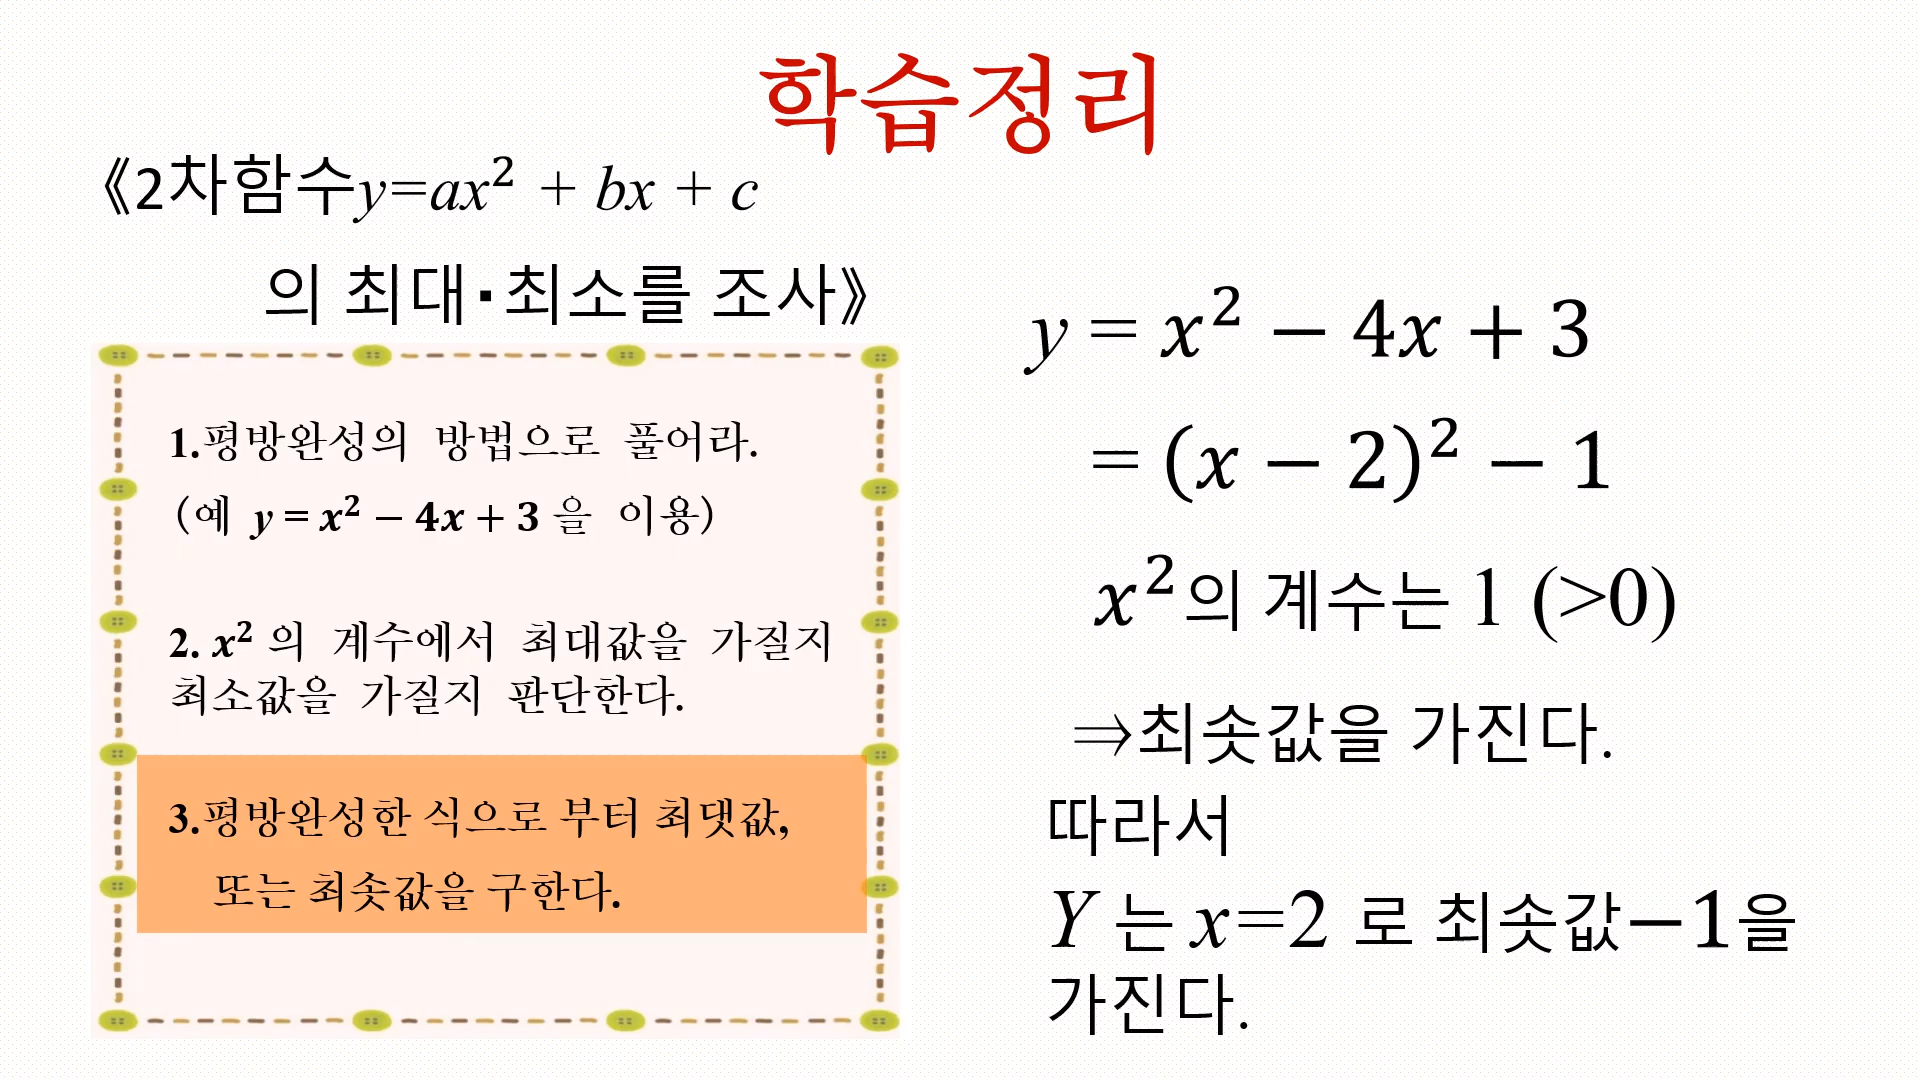 학습정리
《2차함수y=ax² + bx + c
의 최대·최소를 조사》
1.평방완성의 방법으로 풀어라.
(예 y = x² − 4x + 3 을 이용)
2. x² 의 계수에서 최대값을 가질지
최소값을 가질지 판단한다.
3.평방완성한 식으로 부터 최댓값,
또는 최솟값을 구한다.
y = x² − 4x + 3
= (x − 2)² − 1
x²의 계수는 1 (>0)
⇒최솟값을 가진다.
따라서
Y 는 x=2 로 최솟값−1을
가진다.